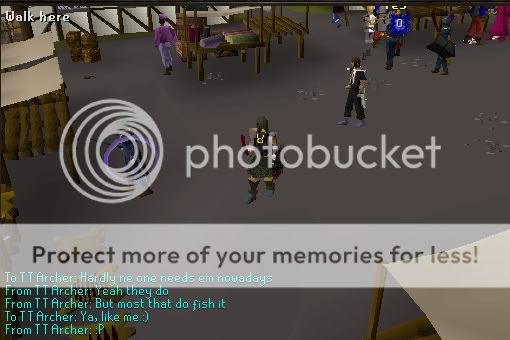 Walk here
YES
0
photobucket
Protect more of your memories for less!
To TT Archer: Hardly ne one needs em nowadays
From TT Archer: Yeah they do
From TT Archer: But most that do fish it
To TT Archer: Ya, like me :)
From TT Archer: :P